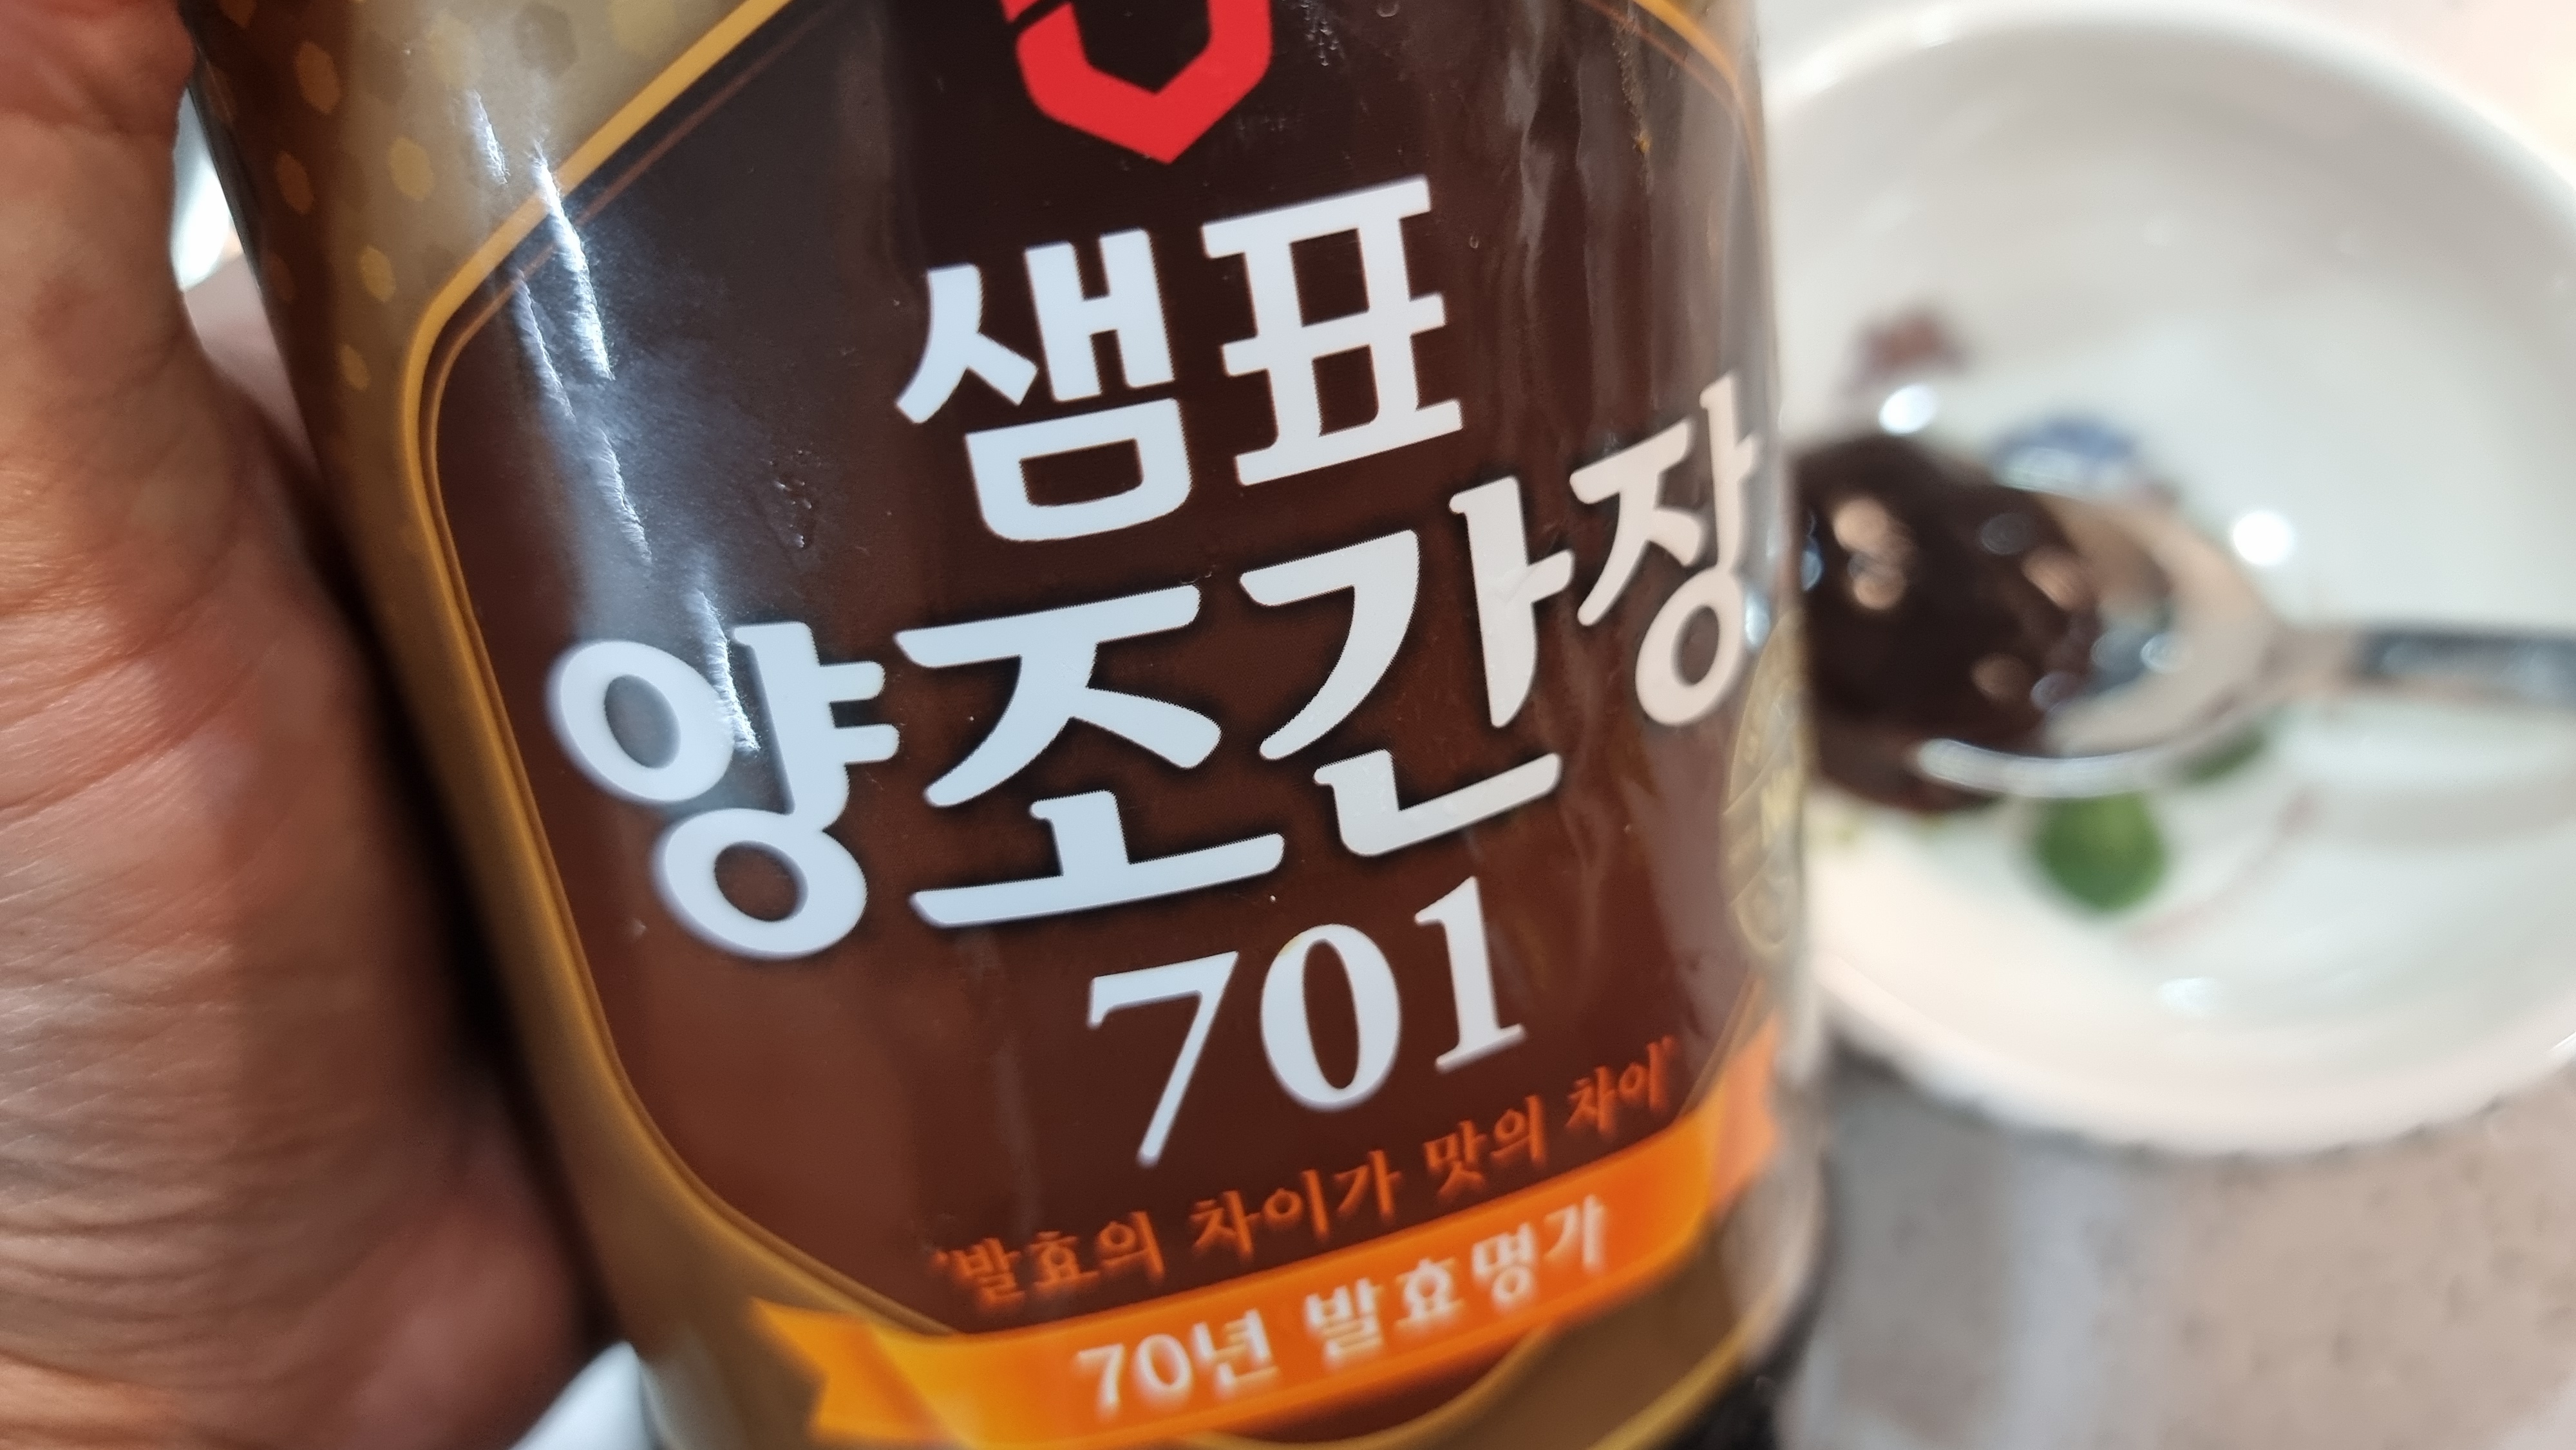 샘표
양조간장
701
'발효의 차이가 맛의 차이'
70년 발효명가